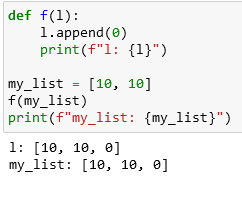 def f(l):
    l.append(0)
    print(f"l: {l}")
my_list = [10, 10]
f(my_list)
print(f"my_list: {my_list}")
l: [10, 10, 0]
my_list: [10, 10, 0]